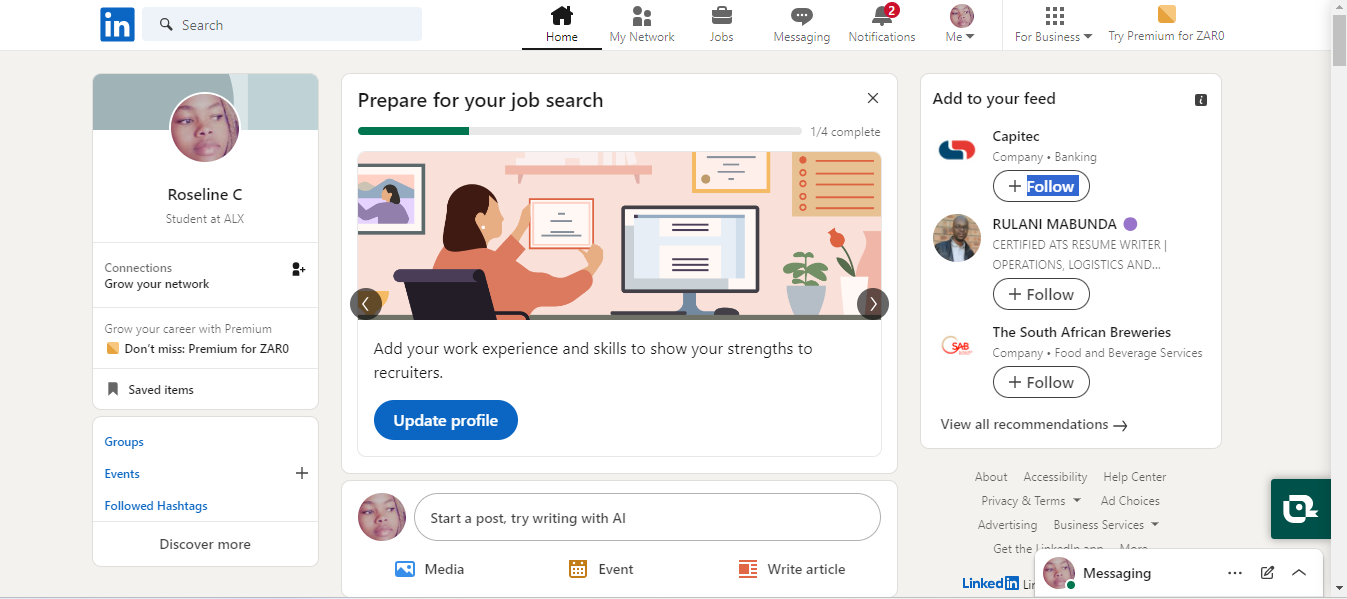 in
Search
Home
My Network
Jobs
Messaging
2
Notifications
Me
For Business
Try Premium for ZAR0
Roseline C
Student at ALX
Connections
Grow your network
Grow your career with Premium
Don't miss: Premium for ZAR0
Saved items
Groups
Events
Followed Hashtags
Discover more
Prepare for your job search
1/4 complete
Add your work experience and skills to show your strengths to
recruiters.
Update profile
Start a post, try writing with AI
Media
Event
Write article
Add to your feed
Capitec
Company • Banking
Follow
RULANI MABUNDA
CERTIFIED ATS RESUME WRITER |
OPERATIONS, LOGISTICS AND...
Follow
SAB
The South African Breweries
Company • Food and Beverage Services
Follow
View all recommendations
About Accessibility Help Center
Privacy & Terms Ad Choices
Advertising Business Services
Get the LinkedIn app More
LinkedIn
Messaging